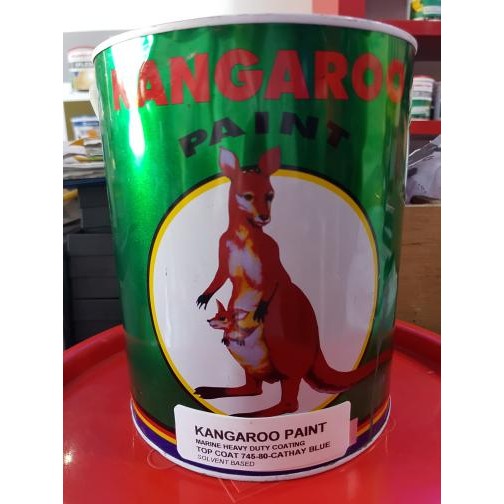 KANGAROO
PAINT
KANGAROO PAINT
MARINE HEAVY DUTY COATING
TOP COAT 745-80-CATHAY BLUE
SOLVENT BASED